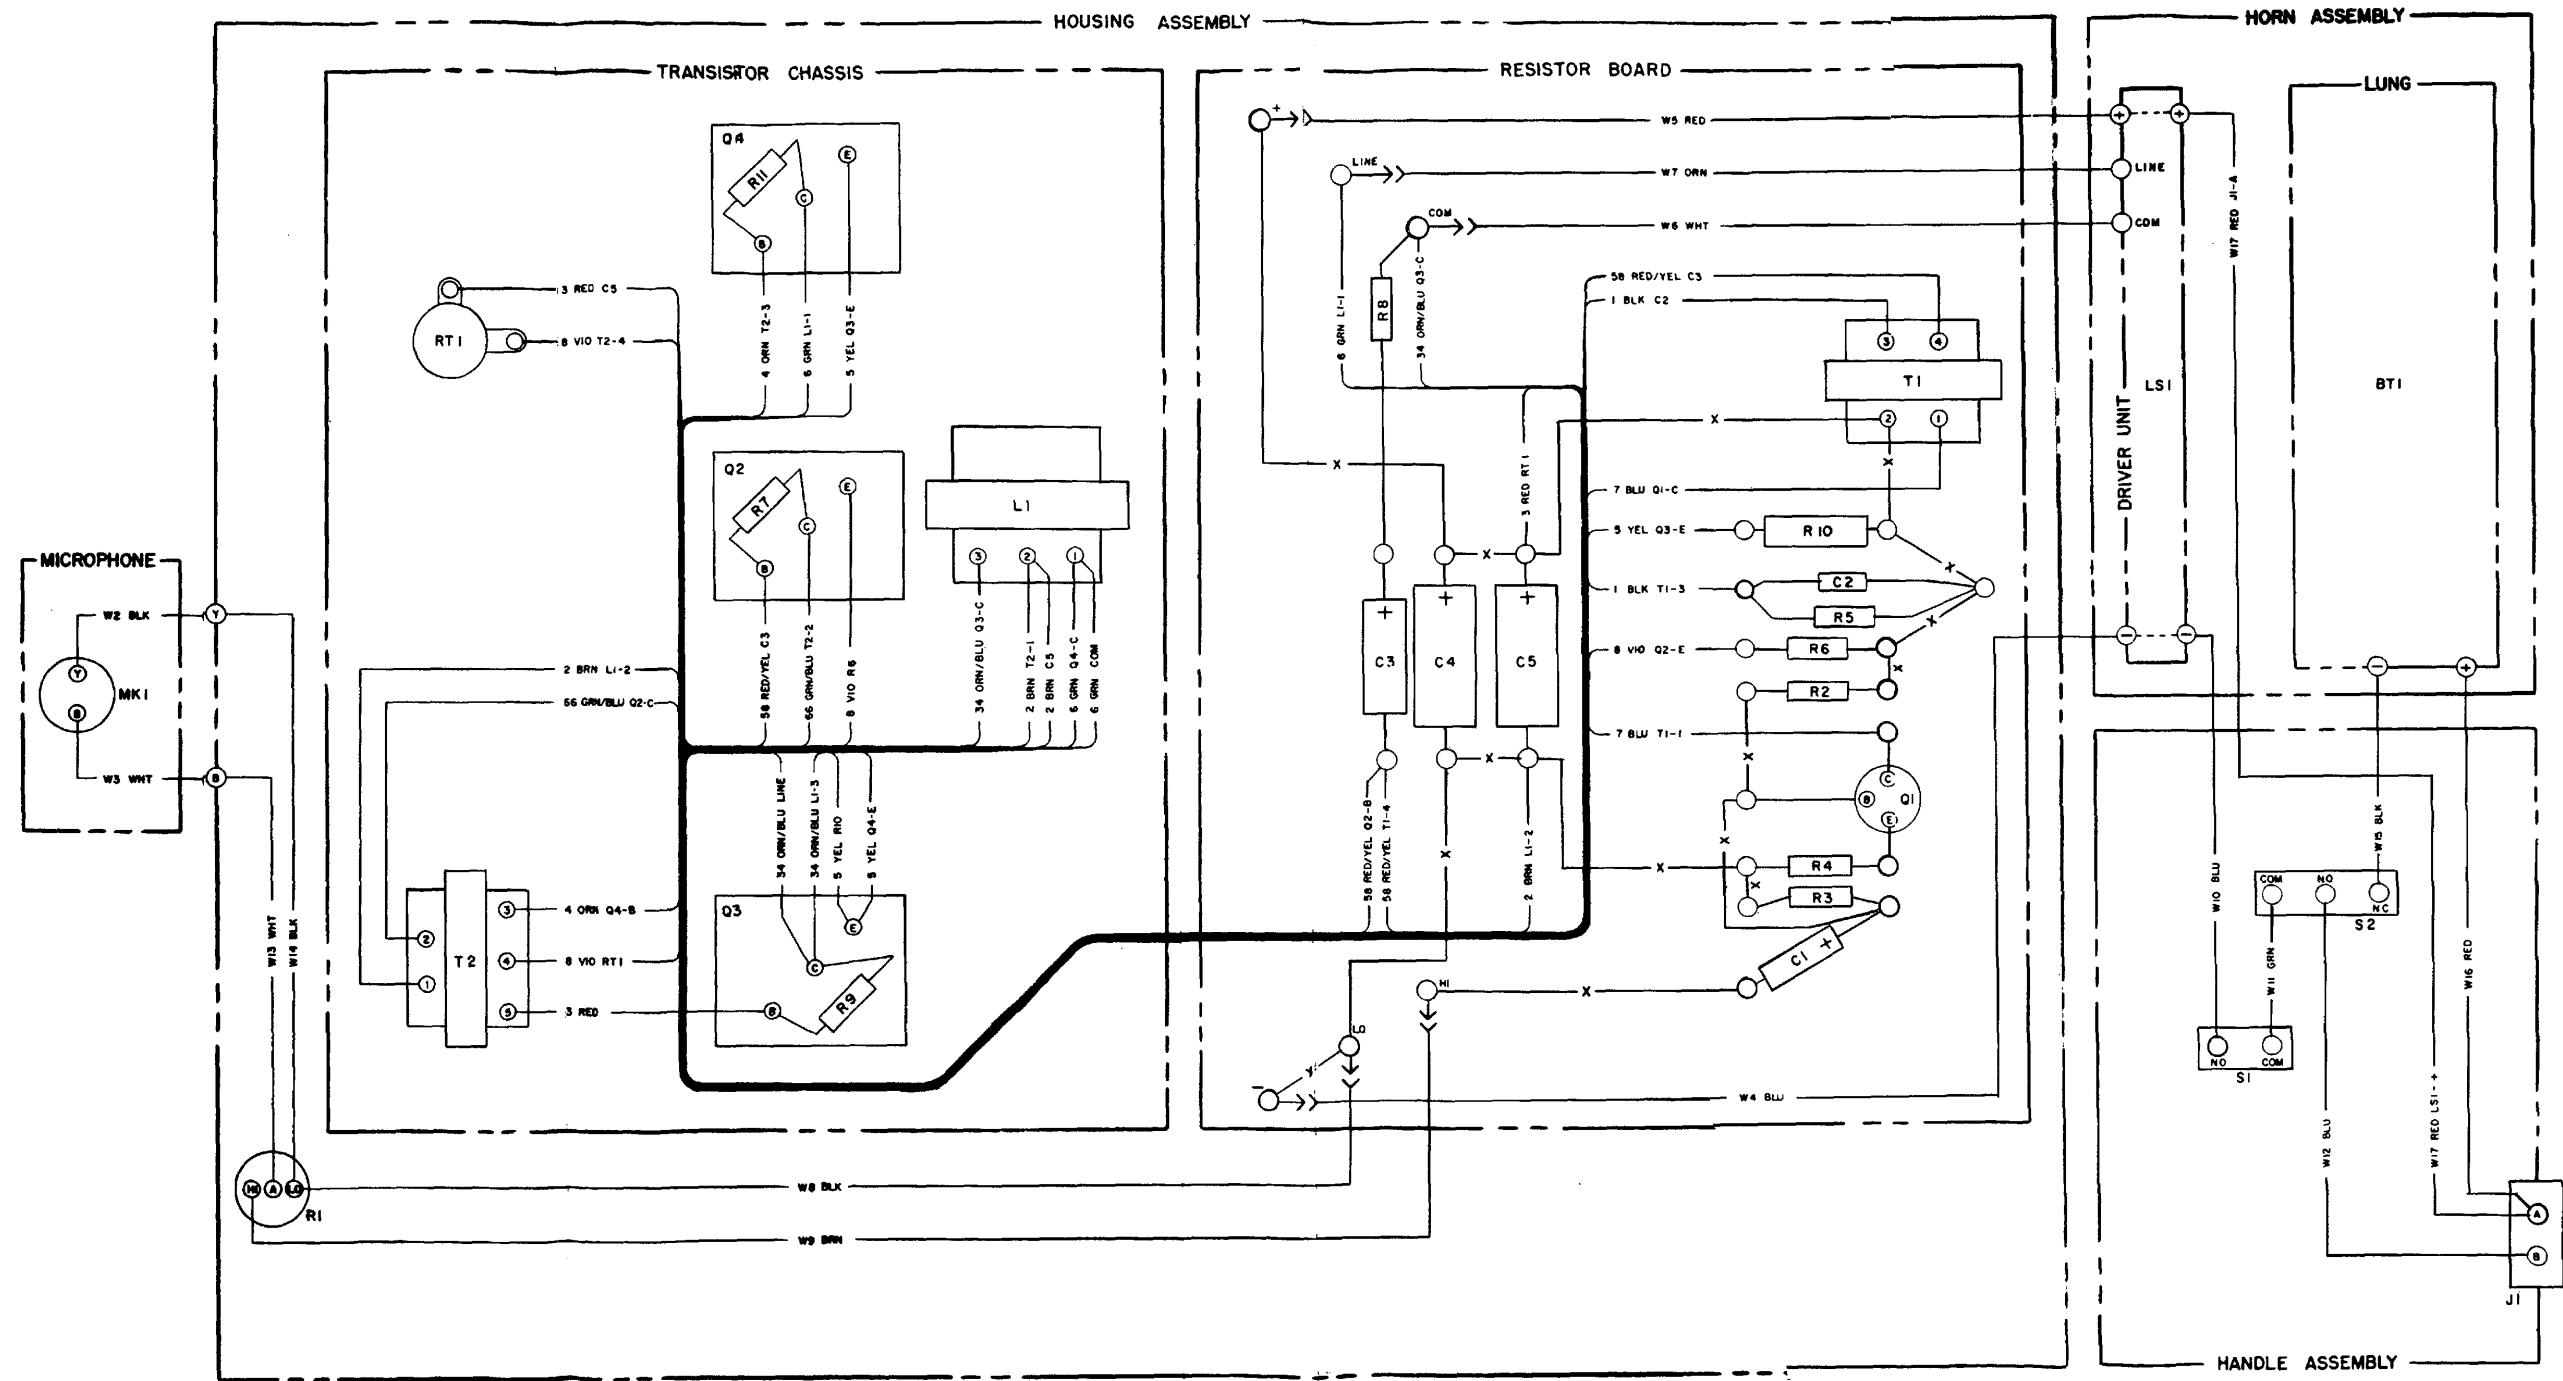 HOUSING ASSEMBLY
HORN ASSEMBLY
TRANSISTOR CHASSIS
RESISTOR BOARD
LUNG
Q4
R11
E
C
B
4 ORN T2-3
6 GRN L1-1
5 YEL Q3-E
RT1
3 RED C5
8 VIO T2-4
Q2
R7
E
C
B
58 RED/YEL C3
66 GRN/BLU T2-2
8 VIO R6
L1
3
2
1
34 ORN/BLU Q3-C
2 BRN T2-1
2 BRN C5
6 GRN Q4-C
6 GRN COM
MICROPHONE
W2 BLK
Y
Y
MK1
B
W3 WHT
B
2 BRN L1-2
66 GRN/BLU Q2-C
34 ORN/BLU LINE
34 ORN/BLU L1-3
5 YEL R10
5 YEL Q4-E
Q3
E
C
B
R9
T2
2
1
3
4
5
4 ORN Q4-B
8 VIO RT1
3 RED
W13 WHT
W14 BLK
HI
A
LO
R1
W8 BLK
W9 BRN
+
W5 RED
LINE
W7 ORN
COM
W6 WHT
R8
6 GRN L1-1
34 ORN/BLU Q3-C
58 RED/YEL C3
1 BLK C2
3
4
T1
2
1
X
X
X
3 RED RT1
7 BLU Q1-C
5 YEL Q3-E
R10
X
X
1 BLK T1-3
C2
R5
X
8 VIO Q2-E
R6
X
R2
+
C3
+
C4
+
C5
7 BLU T1-1
X
X
C
B
Q1
E
X
X
X
R4
X
R3
58 RED/YEL Q2-B
58 RED/YEL T1-4
2 BRN L1-2
C1
+
HI
X
LO
-
W4 BLU
+
+
LINE
COM
DRIVER UNIT
LS1
-
-
W17 RED J1-A
BT1
-
+
W10 BLU
W15 BLK
W16 RED
COM
NO
NC
S2
W11 GRN
NO
COM
S1
W12 BLU
W17 RED LS1-+
A
B
J1
HANDLE ASSEMBLY